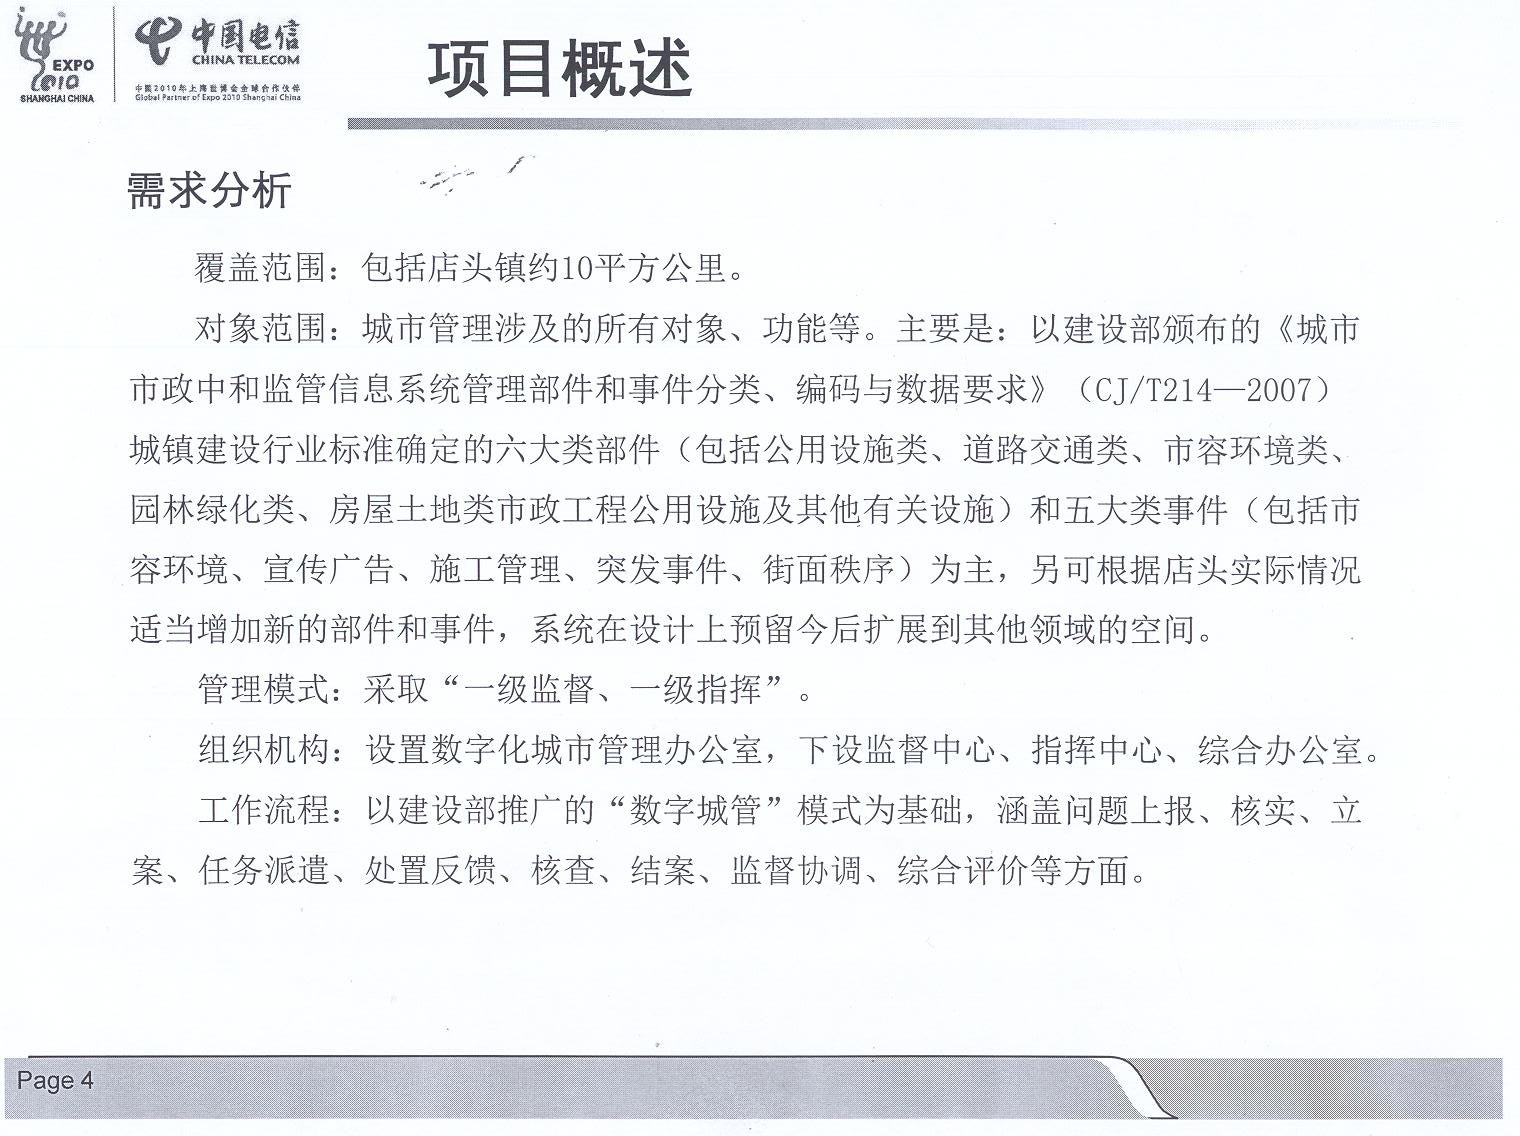 EXPO
2010
SHANGHAI CHINA
中国电信
CHINA TELECOM
中国2010年上海世博会全球合作伙伴
Global Partner of Expo 2010 Shanghai China
项目概述
需求分析
覆盖范围：包括店头镇约10平方公里。
对象范围：城市管理涉及的所有对象、功能等。主要是：以建设部颁布的《城市
市政中和监管信息系统管理部件和事件分类、编码与数据要求》（CJ/T214—2007）
城镇建设行业标准确定的六大类部件（包括公用设施类、道路交通类、市容环境类、
园林绿化类、房屋土地类市政工程公用设施及其他有关设施）和五大类事件（包括市
容环境、宣传广告、施工管理、突发事件、街面秩序）为主，另可根据店头实际情况
适当增加新的部件和事件，系统在设计上预留今后扩展到其他领域的空间。
管理模式：采取“一级监督、一级指挥”。
组织机构：设置数字化城市管理办公室，下设监督中心、指挥中心、综合办公室。
工作流程：以建设部推广的“数字城管”模式为基础，涵盖问题上报、核实、立
案、任务派遣、处置反馈、核查、结案、监督协调、综合评价等方面。
Page 4